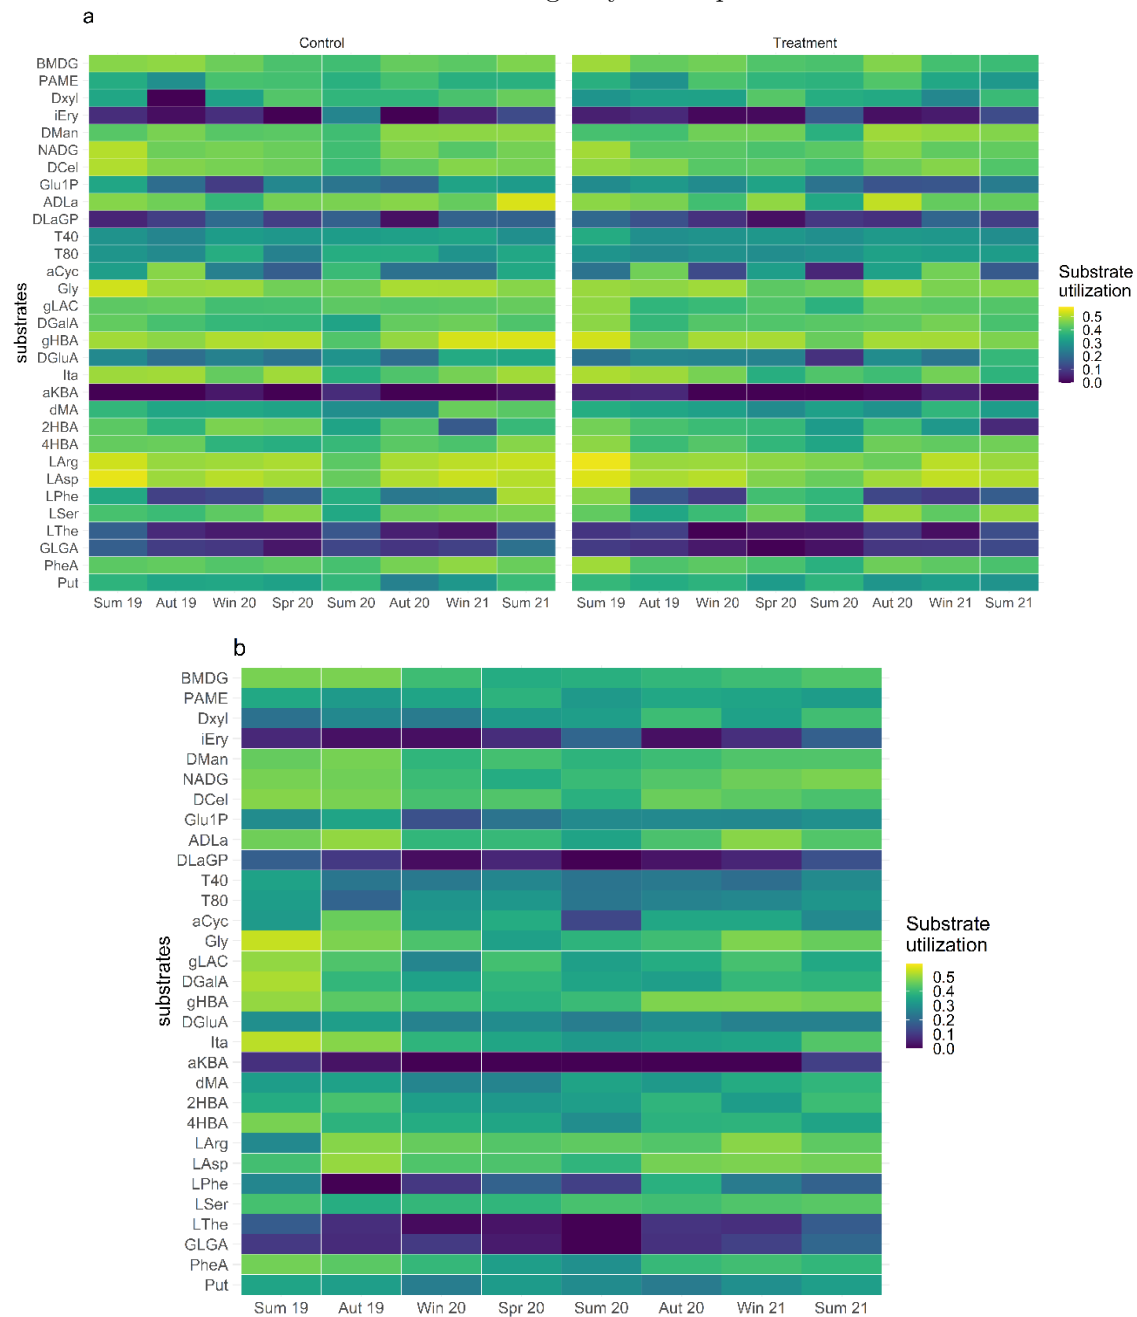 a
Control
Treatment
substrates
BMDG
PAME
Dxyl
iEry
DMan
NADG
DCel
Glu1P
ADLa
DLaGP
T40
T80
aCyc
Gly
gLAC
DGalA
gHBA
DGluA
Ita
aKBA
dMA
2HBA
4HBA
LArg
LAsp
LPhe
LSer
LThe
GLGA
PheA
Put
Sum 19 Aut 19 Win 20 Spr 20 Sum 20 Aut 20 Win 21 Sum 21
Sum 19 Aut 19 Win 20 Spr 20 Sum 20 Aut 20 Win 21 Sum 21
Substrate
utilization
0.5
0.4
0.3
0.2
0.1
0.0
b
substrates
BMDG
PAME
Dxyl
iEry
DMan
NADG
DCel
Glu1P
ADLa
DLaGP
T40
T80
aCyc
Gly
gLAC
DGalA
gHBA
DGluA
Ita
aKBA
dMA
2HBA
4HBA
LArg
LAsp
LPhe
LSer
LThe
GLGA
PheA
Put
Sum 19 Aut 19 Win 20 Spr 20 Sum 20 Aut 20 Win 21 Sum 21
Substrate
utilization
0.5
0.4
0.3
0.2
0.1
0.0